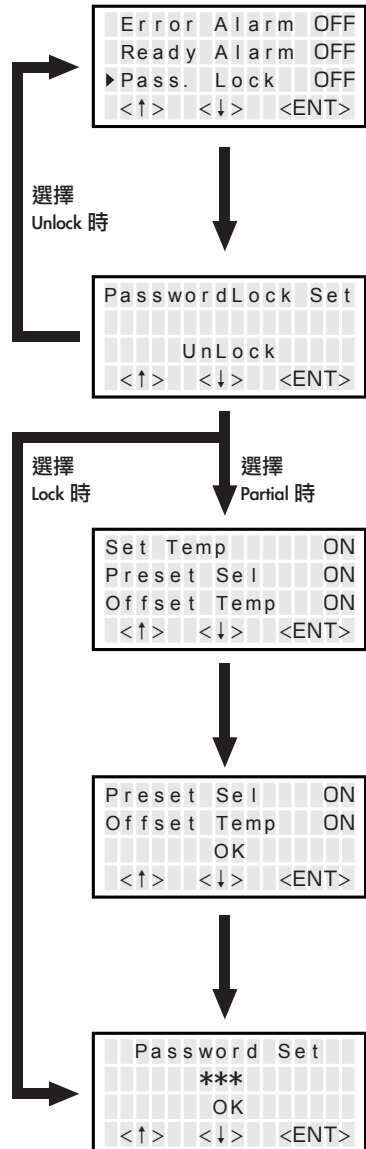 Error Alarm OFF
Ready Alarm OFF
▶Pass. Lock OFF
<↑> <↓> <ENT>
選擇
Unlock 時
PasswordLock Set
UnLock
<↑> <↓> <ENT>
選擇
Lock 時
選擇
Partial 時
Set Temp ON
Preset Sel ON
Offset Temp ON
<↑> <↓> <ENT>
Preset Sel ON
Offset Temp ON
OK
<↑> <↓> <ENT>
Password Set
***
OK
<↑> <↓> <ENT>